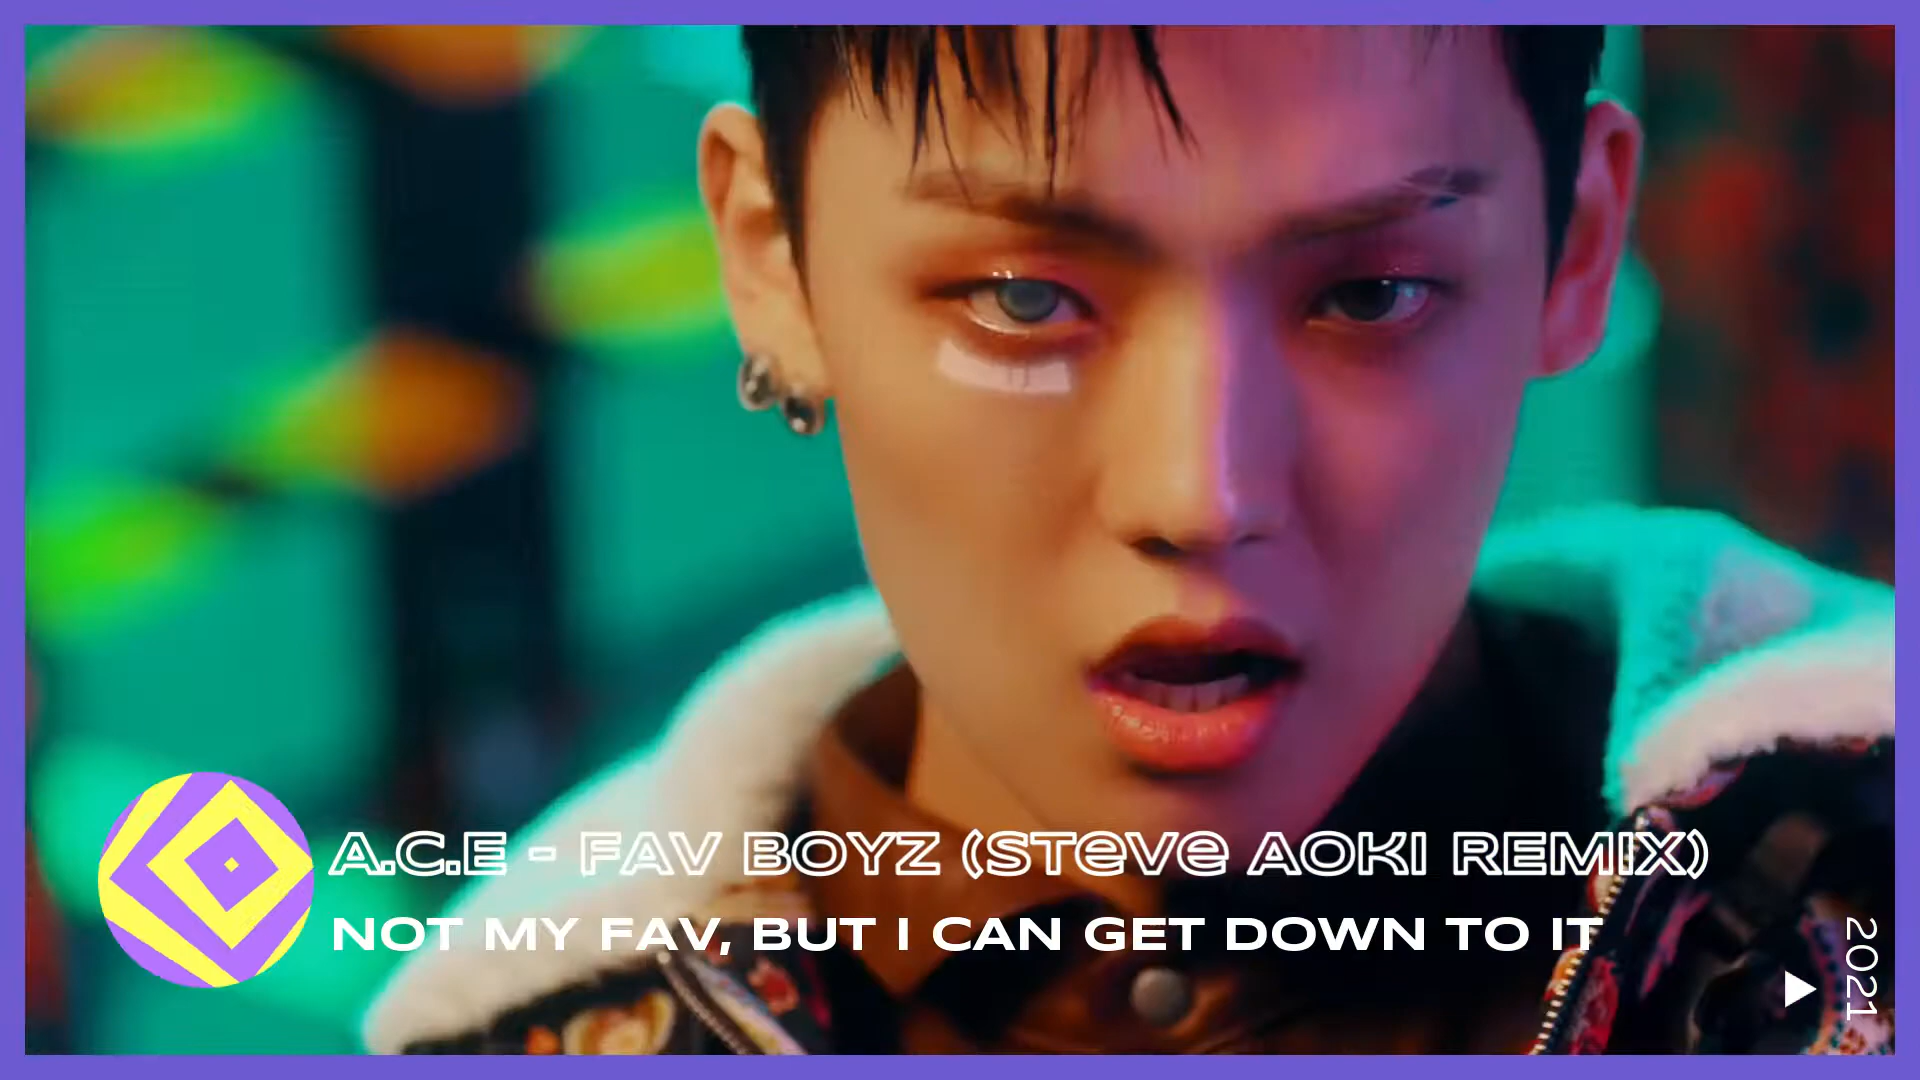 A.C.E - FAV BOYZ (STEVE AOKI REMIX)
NOT MY FAV, BUT I CAN GET DOWN TO IT
2021